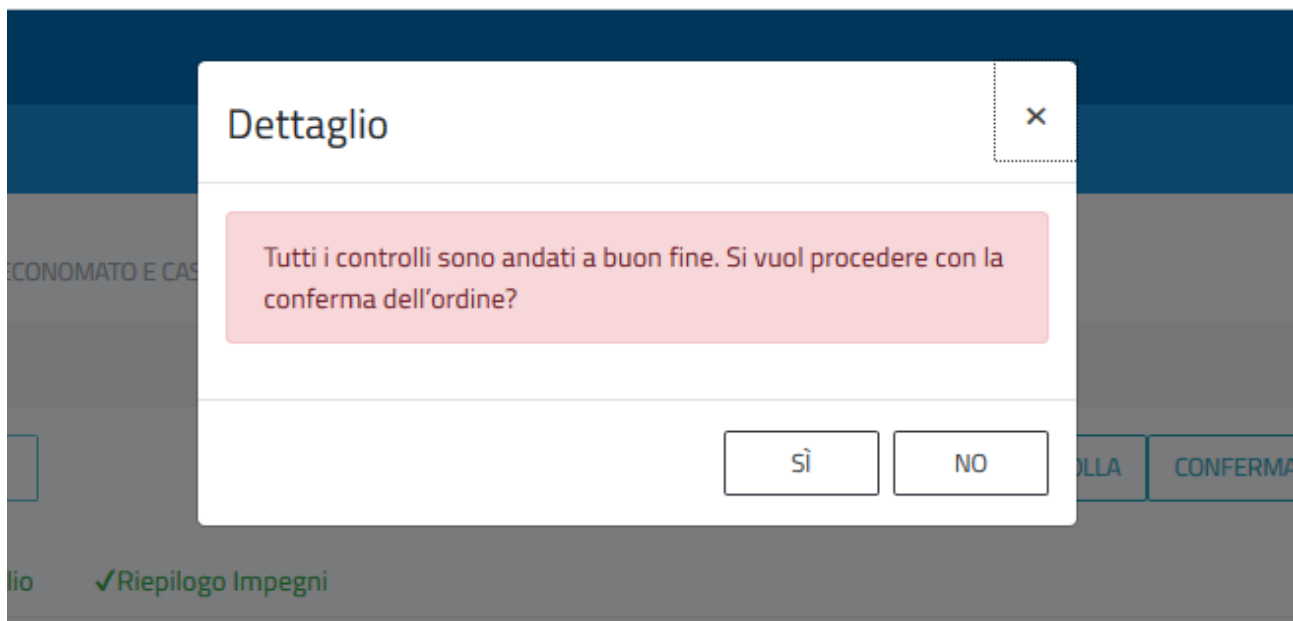 Dettaglio
×
Tutti i controlli sono andati a buon fine. Si vuol procedere con la
conferma dell’ordine?
ECONOMATO E CAS
SÌ
NO
OLLA
CONFERMA
lio
✓Riepilogo Impegni